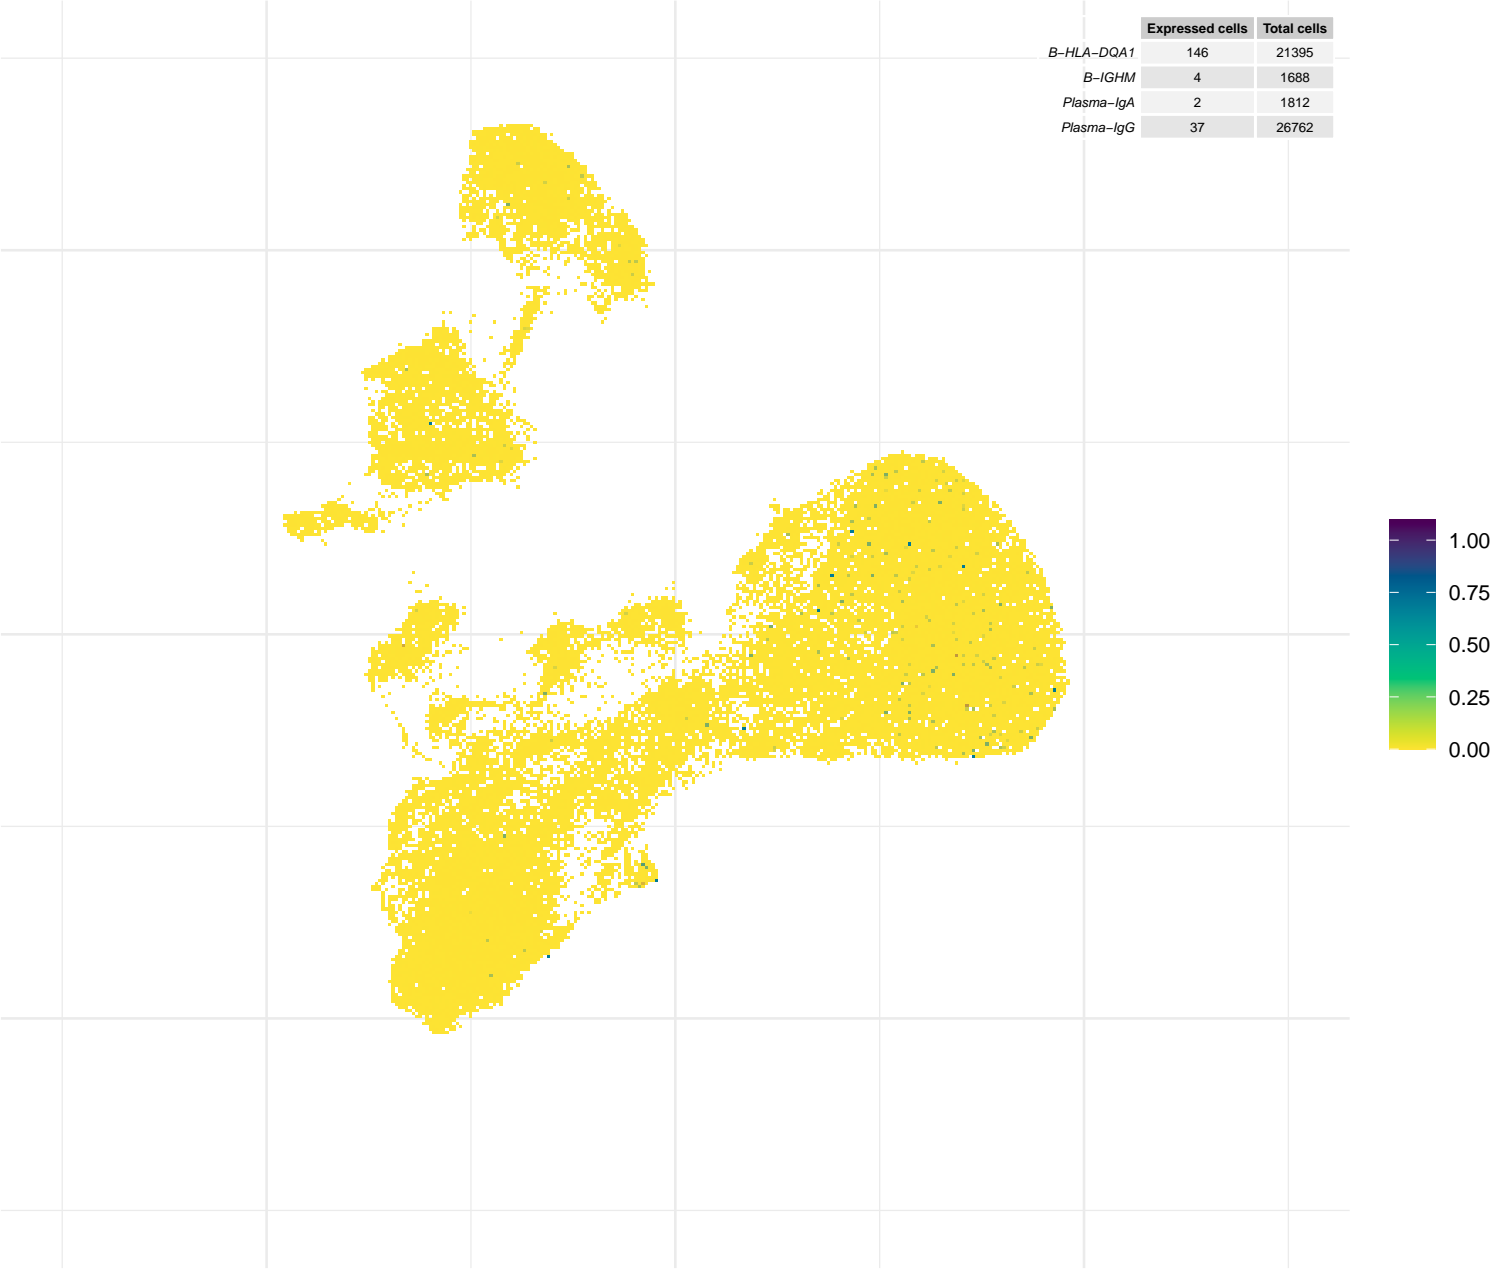 Expressed cells Total cells
B−HLA−DQA1 146 21395
B−IGHM 4 1688
Plasma−IgA 2 1812
Plasma−IgG 37 26762
1.00
0.75
0.50
0.25
0.00